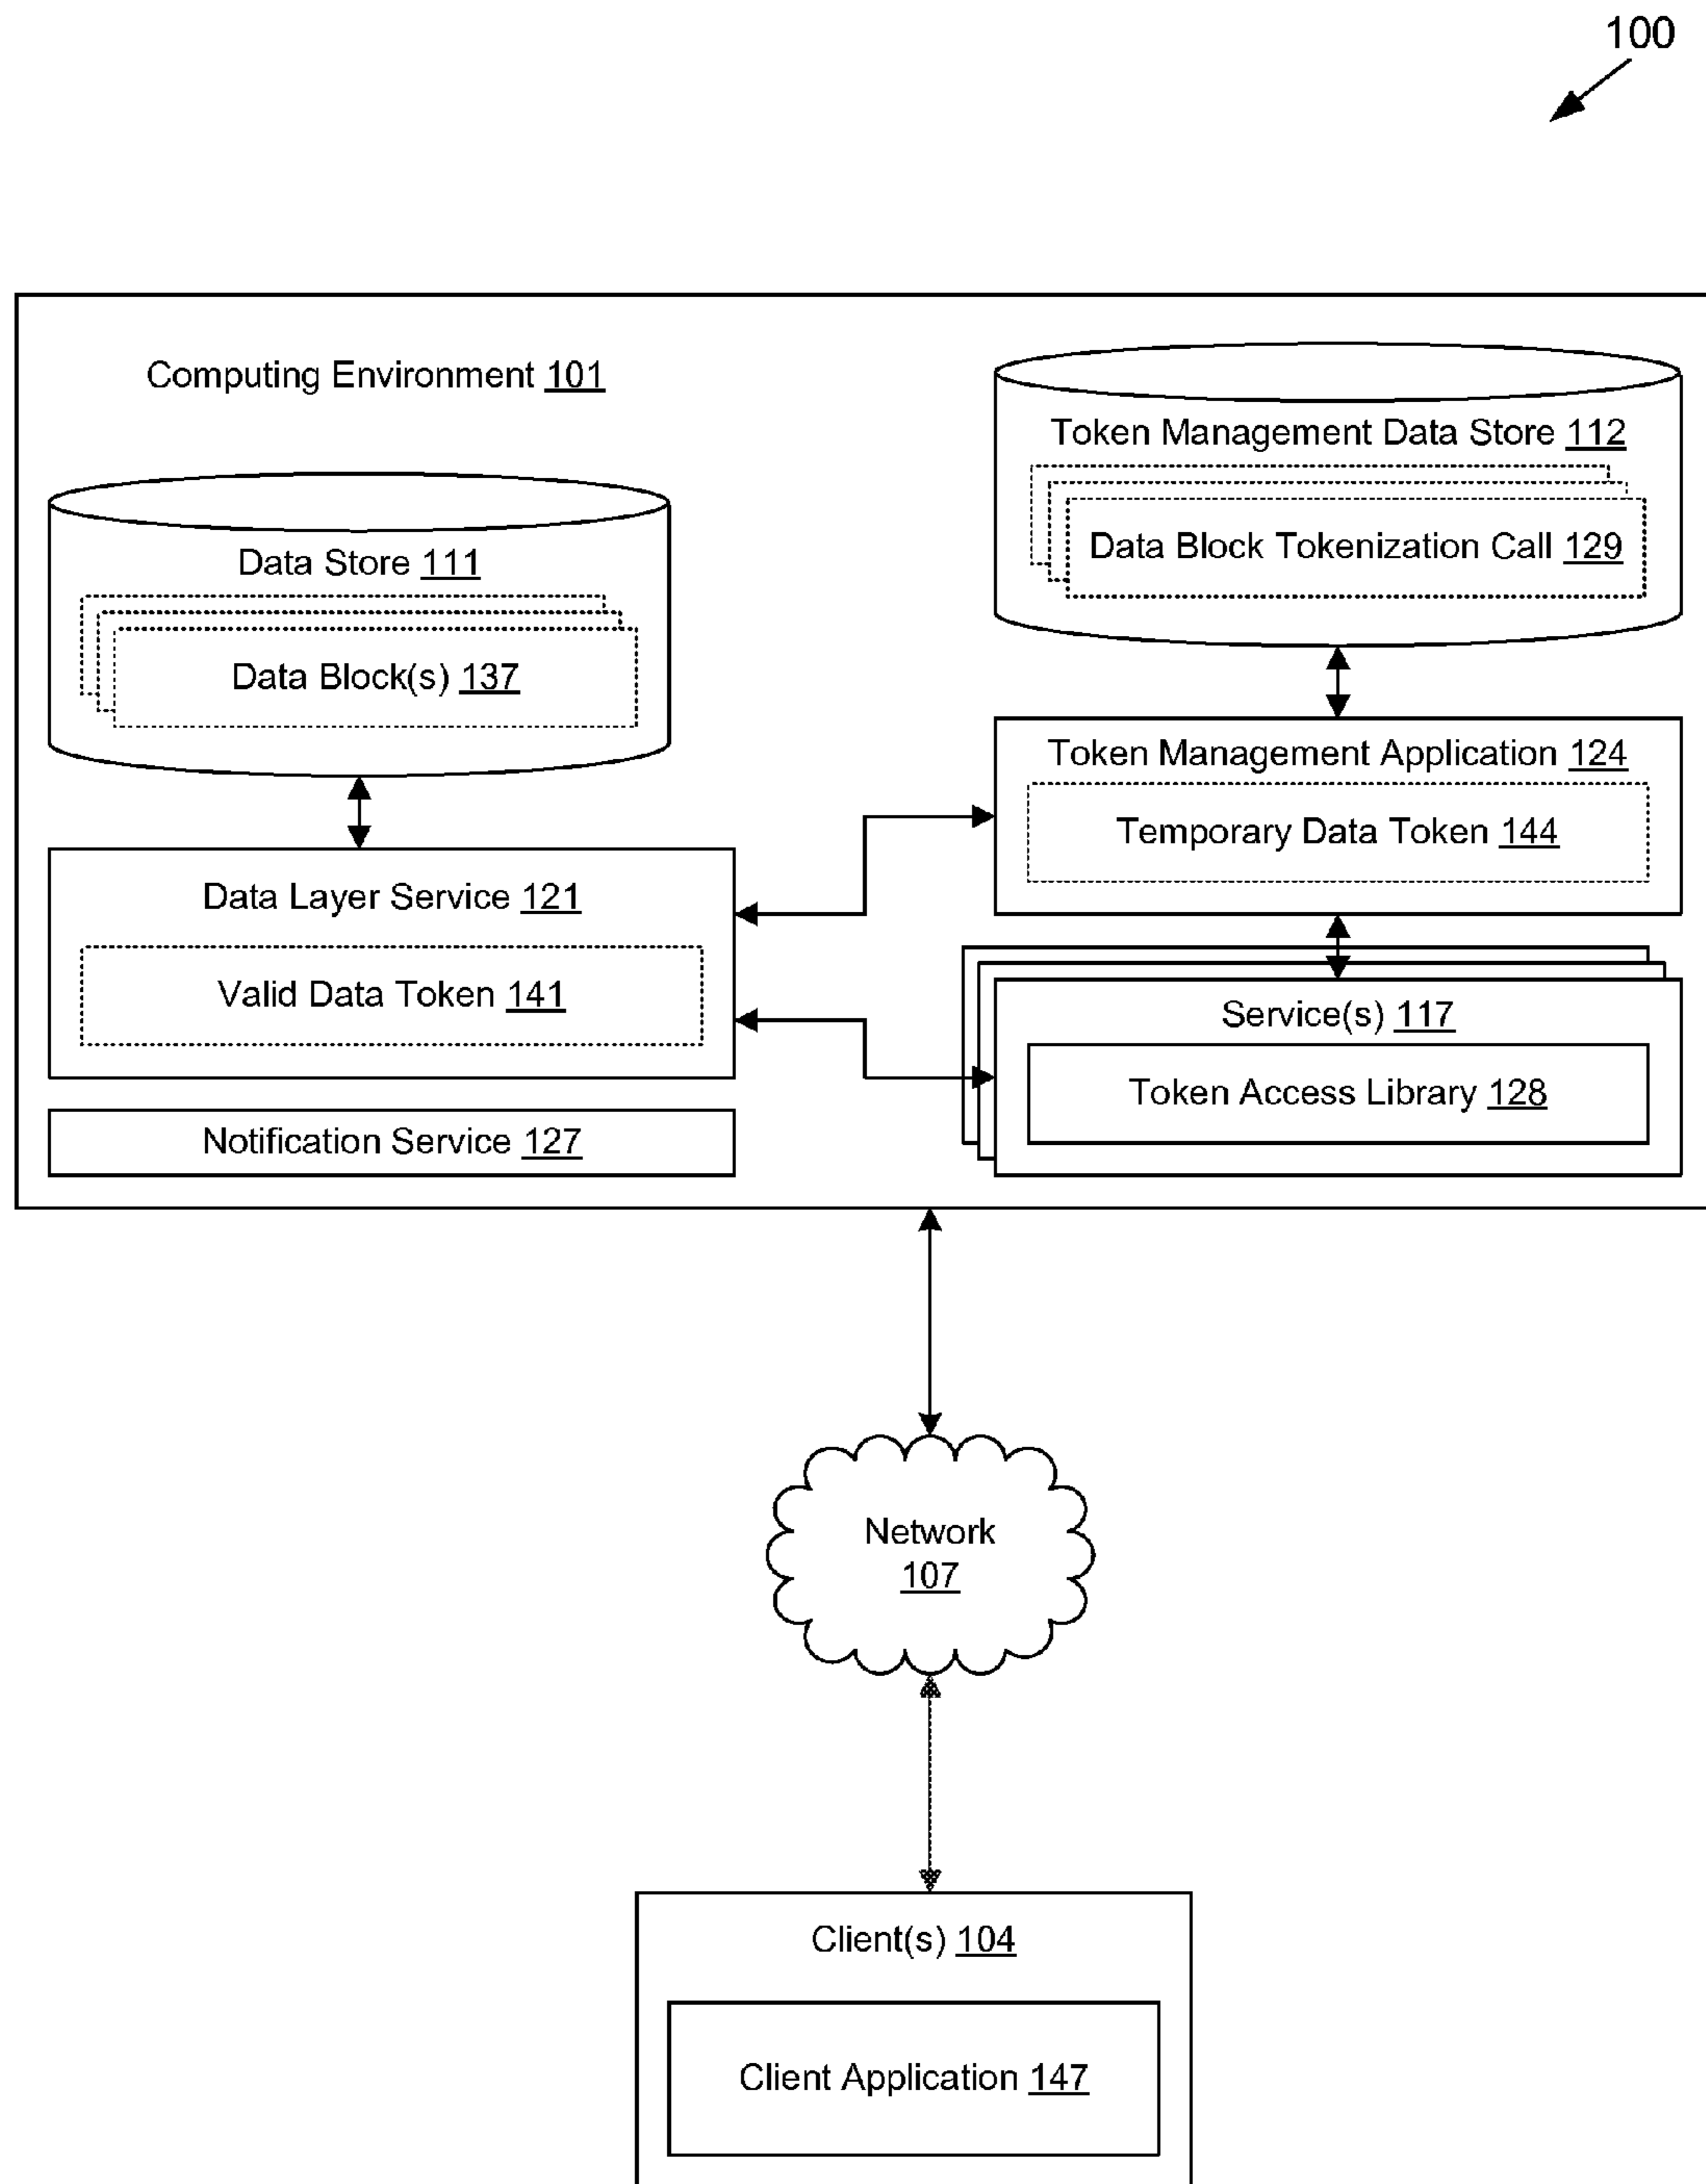 100
Computing Environment 101
Token Management Data Store 112
Data Block Tokenization Call 129
Data Store 111
Data Block(s) 137
Token Management Application 124
Temporary Data Token 144
Data Layer Service 121
Valid Data Token 141
Service(s) 117
Token Access Library 128
Notification Service 127
Network
107
Client(s) 104
Client Application 147